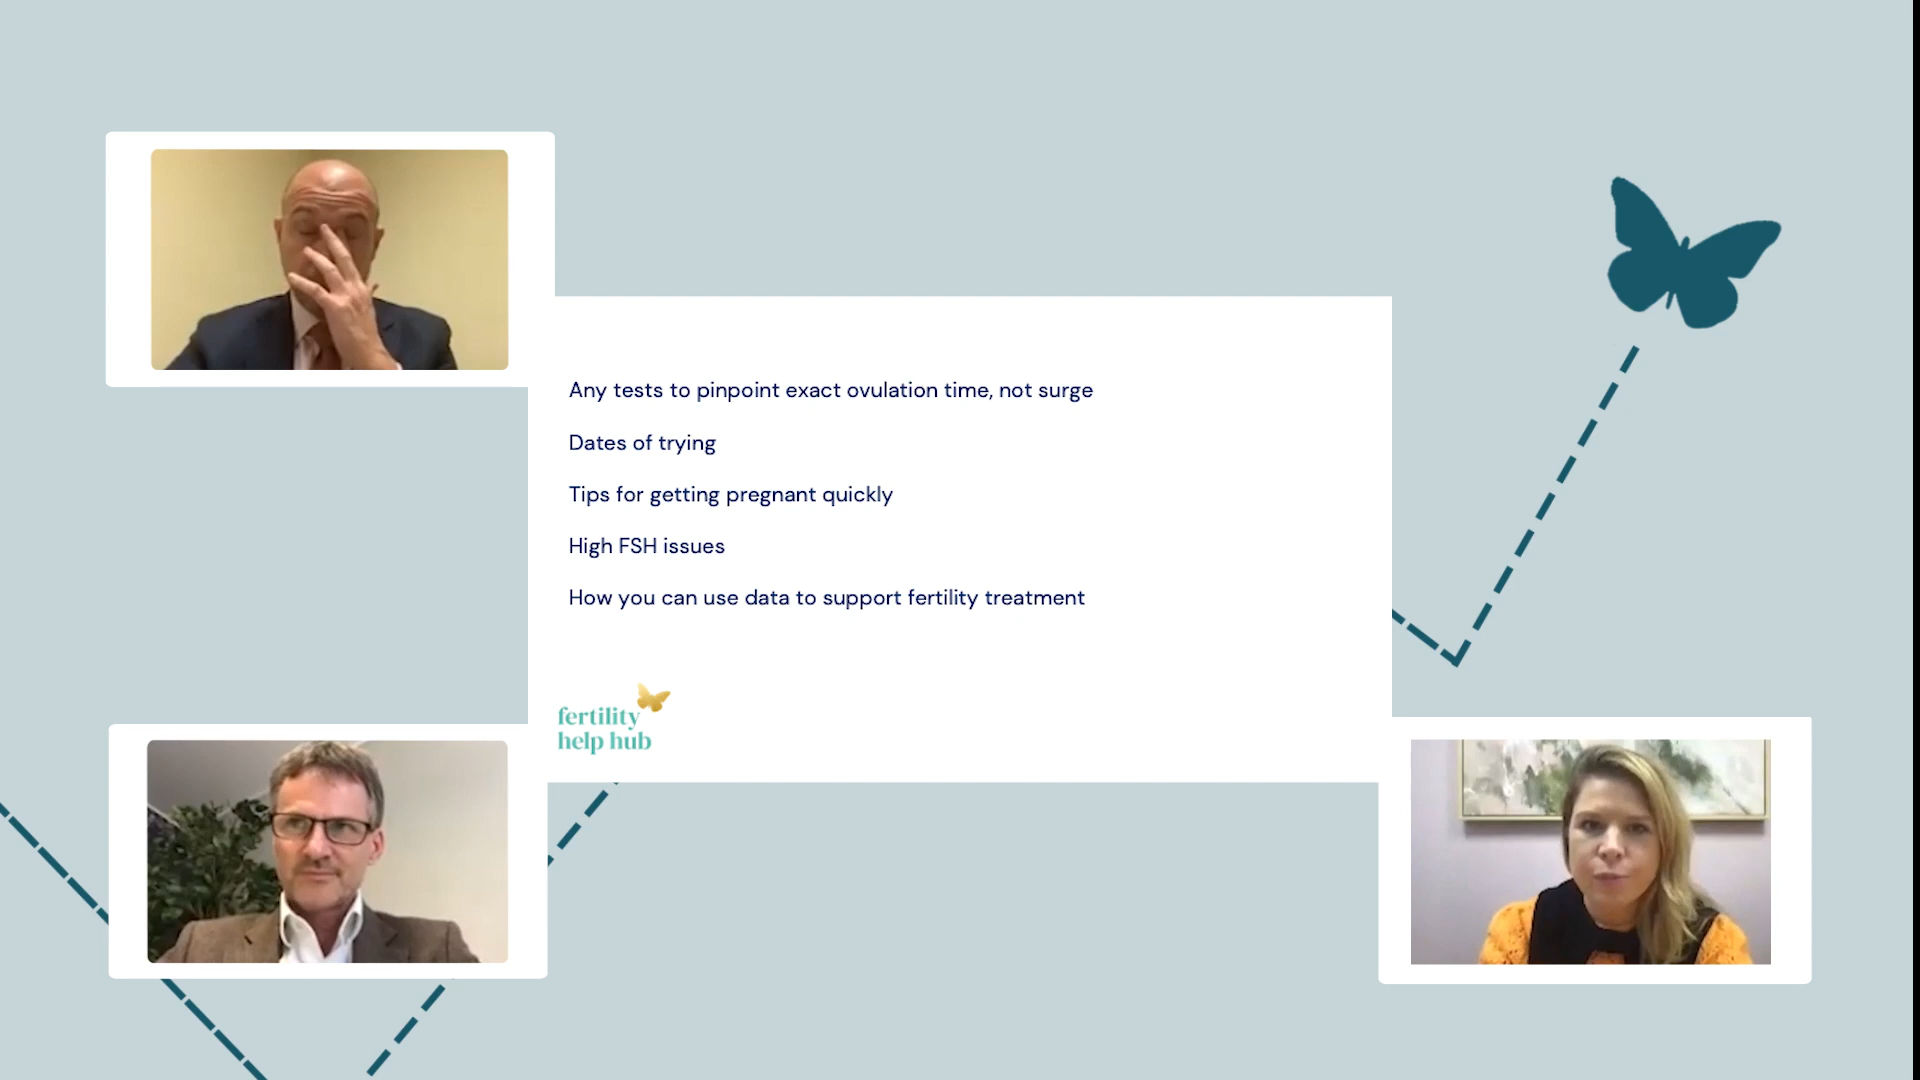 Any tests to pinpoint exact ovulation time, not surge
Dates of trying
Tips for getting pregnant quickly
High FSH issues
How you can use data to support fertility treatment
fertility
help hub